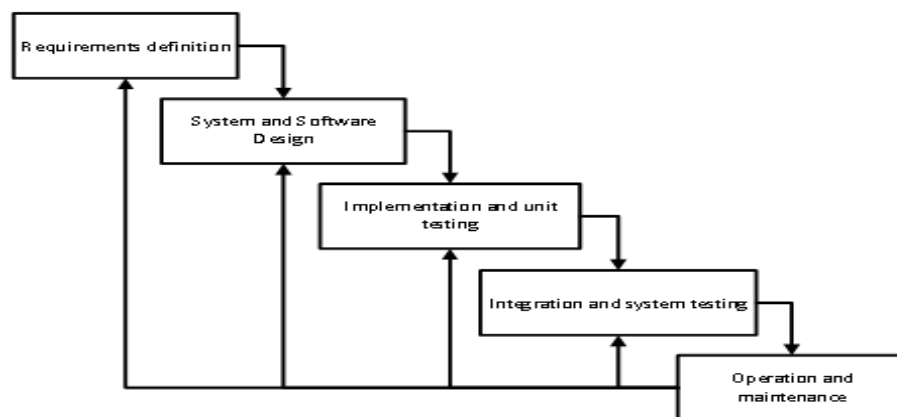 Requirements definition
System and Software
Design
Implementation and unit
testing
Integration and system testing
Operation and
maintenance